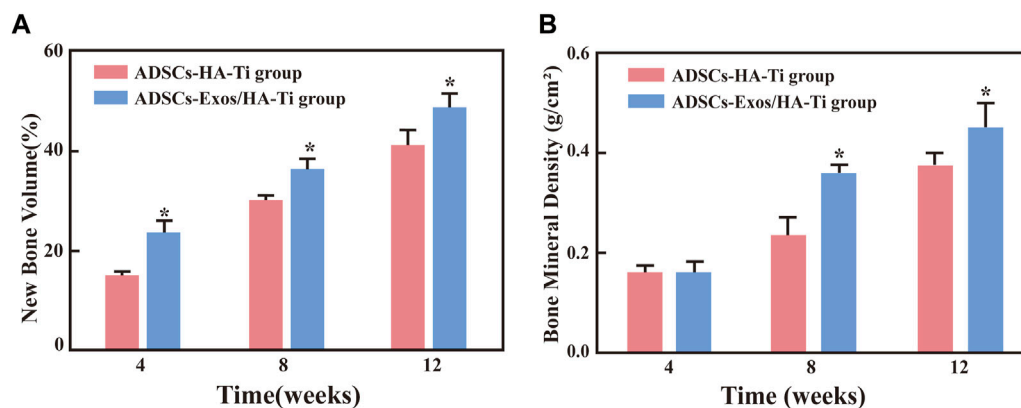 A
60
ADSCs-HA-Ti group
ADSCs-Exos/HA-Ti group
*
*
*
40
20
0
New Bone Volume(%)
4
8
12
Time(weeks)
B
0.6
ADSCs-HA-Ti group
ADSCs-Exos/HA-Ti group
*
*
0.4
0.2
0.0
Bone Mineral Density (g/cm²)
4
8
12
Time (weeks)